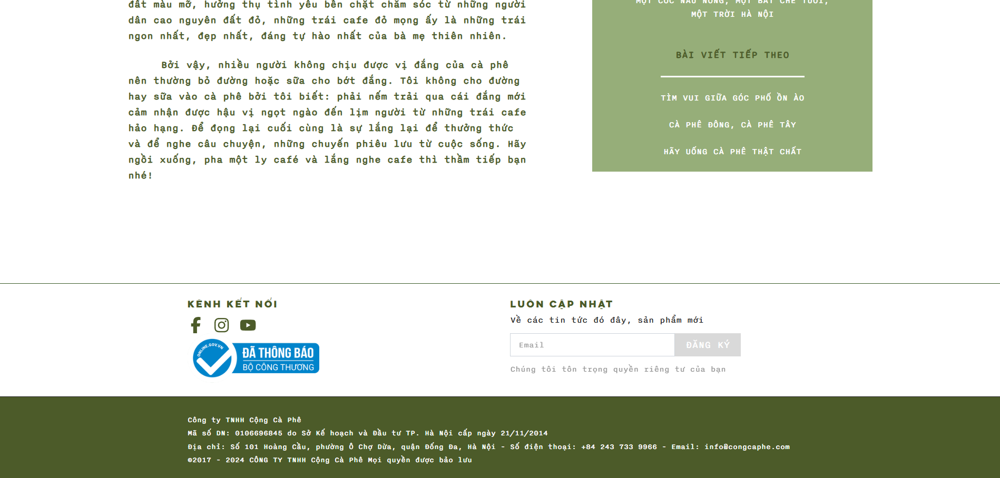 đất màu mỡ, hưởng thụ tình yêu bền chặt chăm sóc từ những người
dân cao nguyên đất đỏ, những trái cafe đỏ mọng ấy là những trái
ngon nhất, đẹp nhất, đáng tự hào nhất của bà mẹ thiên nhiên.
Bởi vậy, nhiều người không chịu được vị đắng của cà phê
nên thường bỏ đường hoặc sữa cho bớt đắng. Tôi không cho đường
hay sữa vào cà phê bởi tôi biết: phải nếm trải qua cái đắng mới
cảm nhận được hậu vị ngọt ngào đến lịm người từ những trái cafe
hảo hạng. Để đọng lại cuối cùng là sự lắng lại để thưởng thức
và để nghe câu chuyện, những chuyến phiêu lưu từ cuộc sống. Hãy
ngồi xuống, pha một ly café và lắng nghe cafe thì thầm tiếp bạn
nhé!
MỘT CỐC NÂU NÓNG, MỘT BÁT CHÈ TƯƠI,
MỘT TRỜI HÀ NỘI
BÀI VIẾT TIẾP THEO
TÌM VUI GIỮA GÓC PHỐ ỒN ÀO
CÀ PHÊ ĐÔNG, CÀ PHÊ TÂY
HÃY UỐNG CÀ PHÊ THẬT CHẤT
KÊNH KẾT NỐI
ONLINE.GOV.VN
ĐÃ THÔNG BÁO
BỘ CÔNG THƯƠNG
LUÔN CẬP NHẬT
Về các tin tức đó đây, sản phẩm mới
Email
ĐĂNG KÝ
Chúng tôi tôn trọng quyền riêng tư của bạn
Công ty TNHH Cộng Cà Phê
Mã số DN: 0106696845 do Sở Kế hoạch và Đầu tư TP. Hà Nội cấp ngày 21/11/2014
Địa chỉ: Số 101 Hoàng Cầu, phường Ô Chợ Dừa, quận Đống Đa, Hà Nội - Số điện thoại: +84 243 733 9966 - Email: info@congcaphe.com
©2017 - 2024 CÔNG TY TNHH Cộng Cà Phê Mọi quyền được bảo lưu